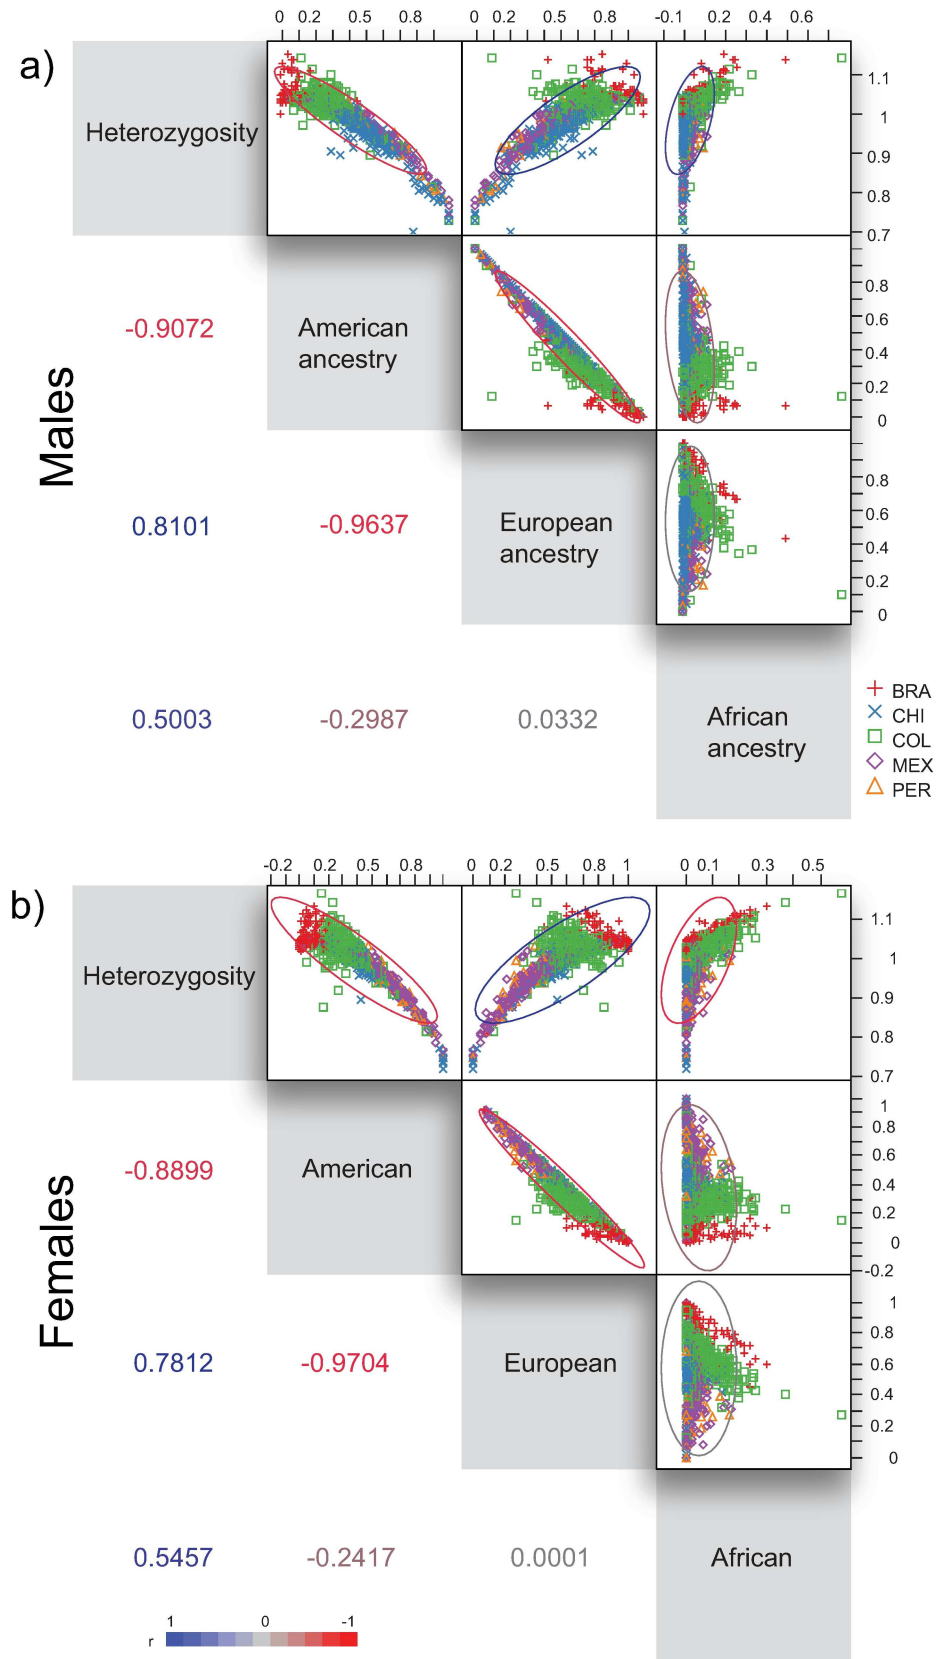 0 0.2 0.8 0 0.2 0.8 -0.1 0.2 0.4 0.6
a)
Heterozygosity
1.1
1
0.9
0.8
0.7
Males
-0.9072
American
ancestry
0.8
0.6
0.4
0.2
0
0.8101
-0.9637
European
ancestry
0.8
0.6
0.4
0.2
0
0.5003
-0.2987
0.0332
African
ancestry
BRA
CHI
COL
MEX
PER
-0.2 0.2 0.5 0.8 0 0.2 0.5 0.8 1 0 0.1 0.3 0.5
b)
Heterozygosity
1.1
1
0.9
0.8
0.7
Females
-0.8899
American
1
0.8
0.6
0.4
0.2
0
-0.2
0.7812
-0.9704
European
1
0.8
0.6
0.4
0.2
0
0.5457
-0.2417
0.0001
African
1 0 -1
r